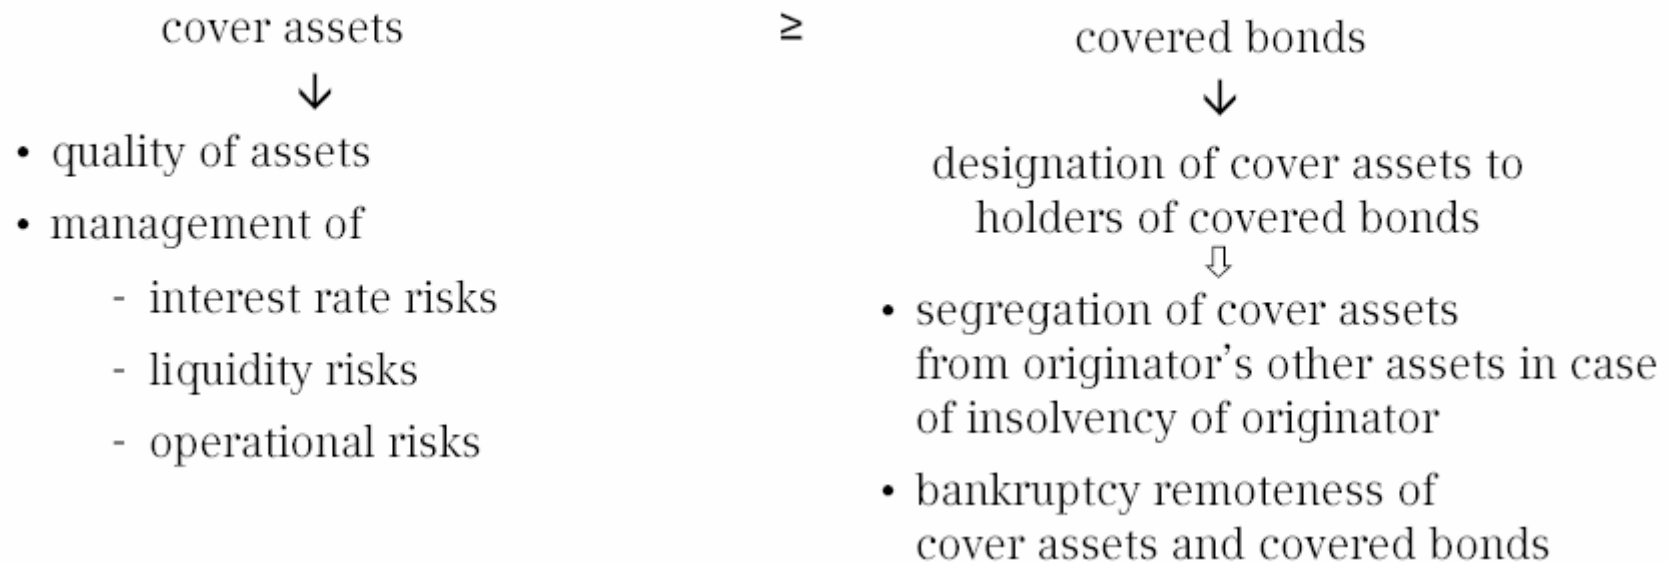 cover assets
≥
covered bonds
↓
↓
• quality of assets
• management of
- interest rate risks
- liquidity risks
- operational risks
designation of cover assets to
holders of covered bonds
⇩
• segregation of cover assets
from originator’s other assets in case
of insolvency of originator
• bankruptcy remoteness of
cover assets and covered bonds